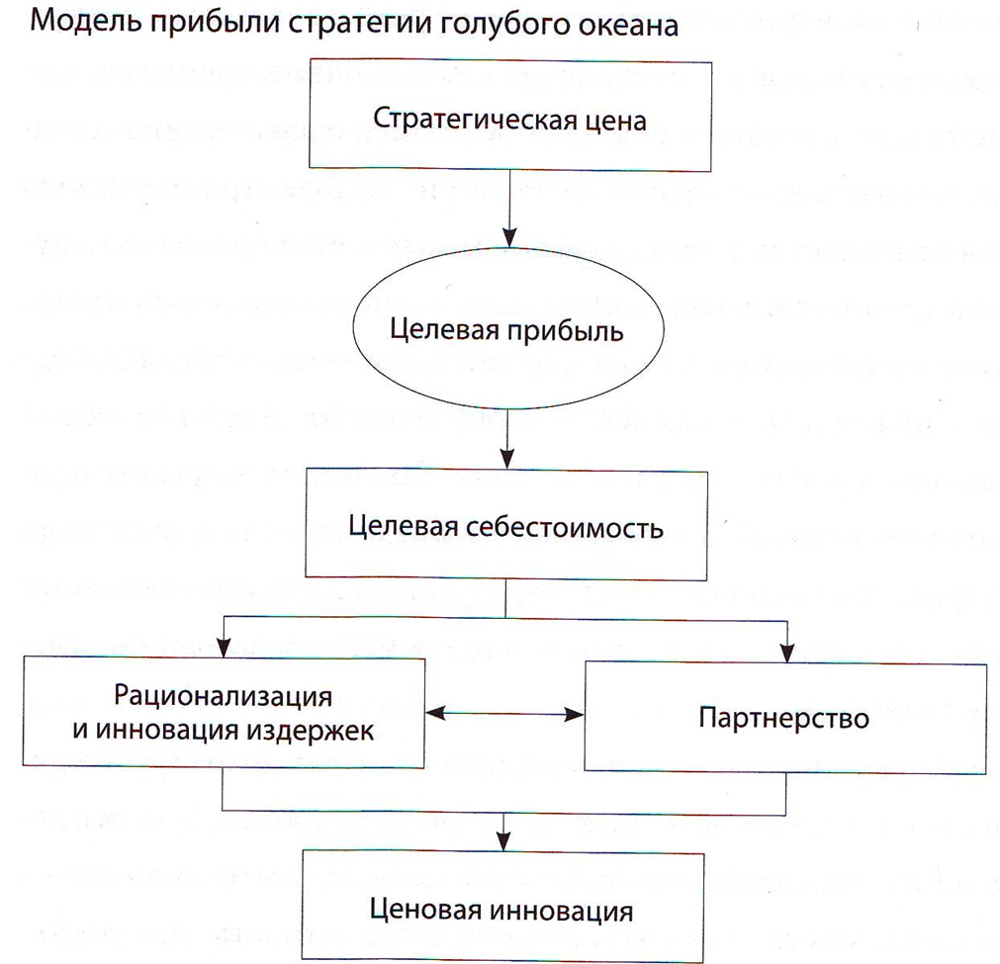 Модель прибыли стратегии голубого океана
Стратегическая цена
Целевая прибыль
Целевая себестоимость
Рационализация
и инновация издержек
Партнерство
Ценовая инновация